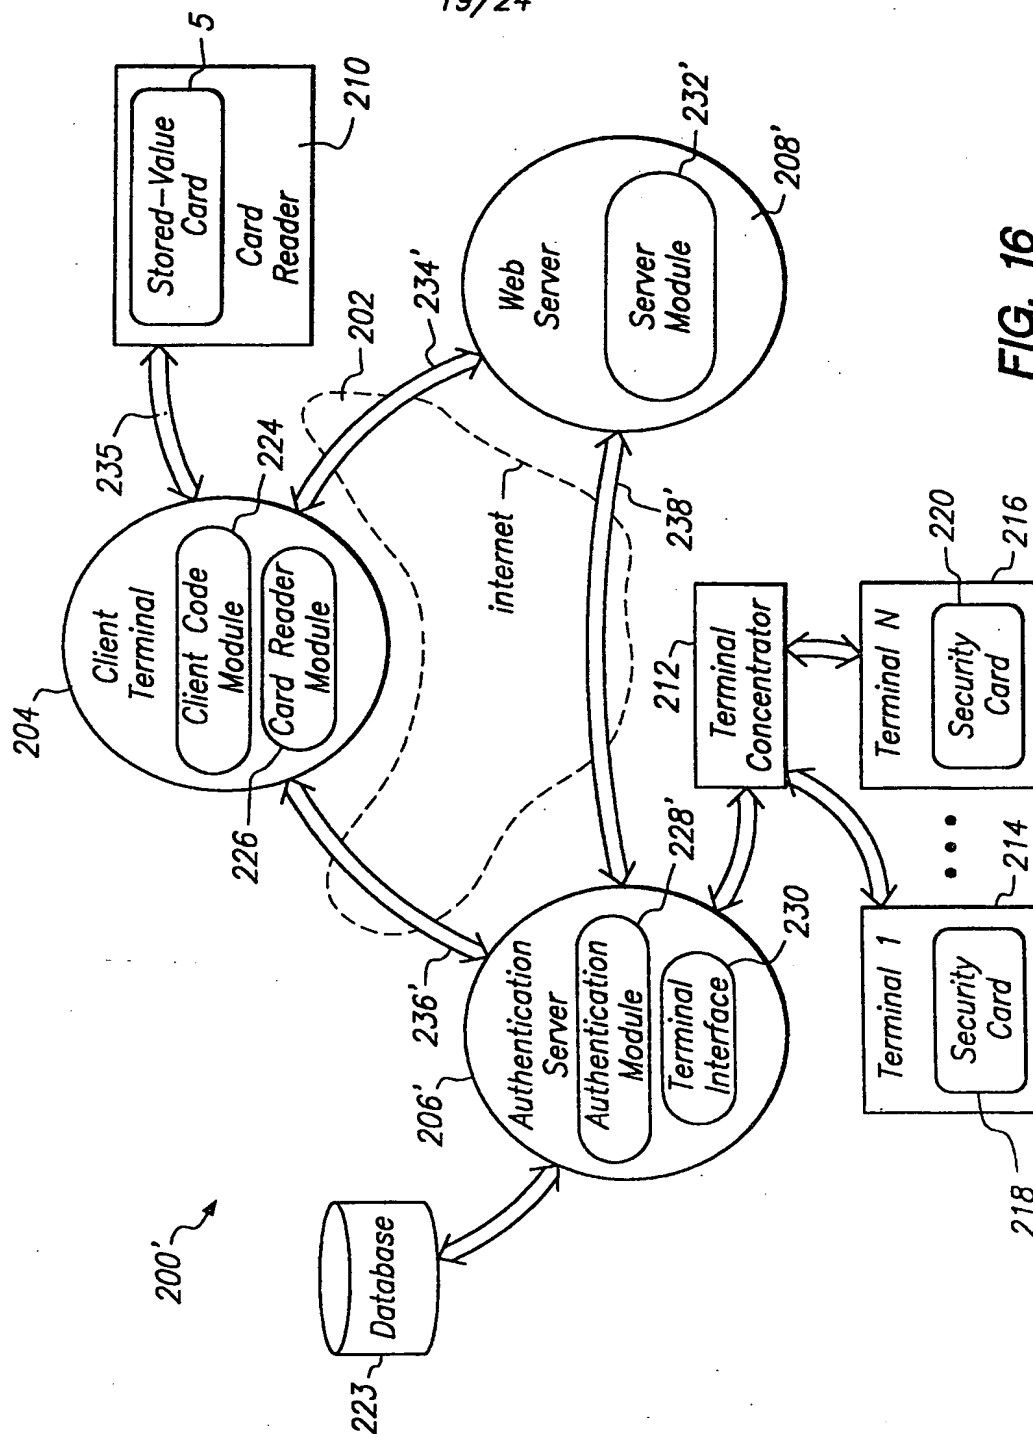 19/24
200'
204
Client
Terminal
Client Code
Module
224
Card Reader
Module
226
235
Stored-Value
Card
5
Card
Reader
210
202
234'
internet
Web
Server
Server
Module
232'
208'
238'
236'
206'
Authentication
Server
Authentication
Module
228'
Terminal
Interface
230
Database
223
212
Terminal
Concentrator
Terminal 1
Security
Card
214
218
Terminal N
Security
Card
220
216
FIG. 16